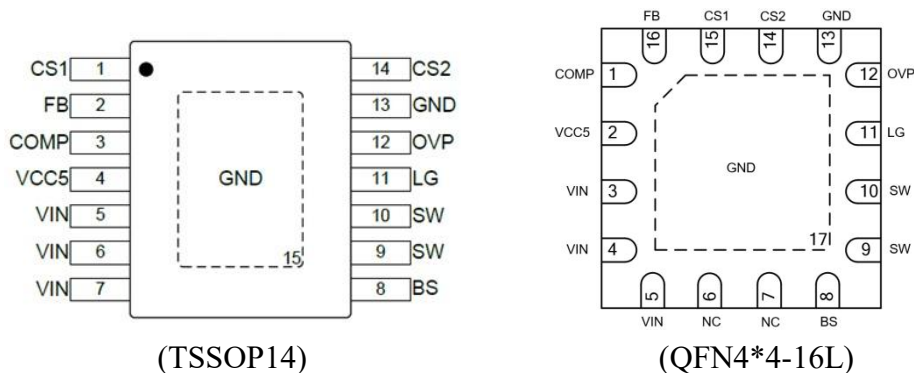 CS1 1 14 CS2
FB 2 13 GND
COMP 3 12 OVP
VCC5 4 11 LG
VIN 5 10 SW
VIN 6 9 SW
VIN 7 8 BS
GND
15
(TSSOP14)
FB CS1 CS2 GND
16 15 14 13
COMP 1 12 OVP
VCC5 2 11 LG
VIN 3 10 SW
VIN 4 9 SW
GND
17
5 6 7 8
VIN NC NC BS
(QFN4*4-16L)